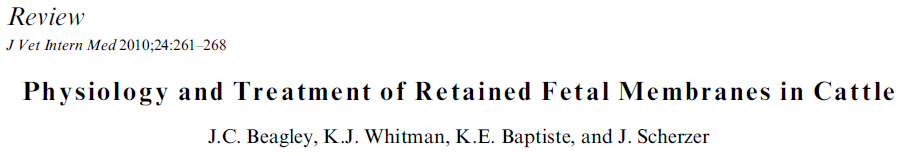 Review
J Vet Intern Med 2010;24:261–268
Physiology and Treatment of Retained Fetal Membranes in Cattle
J.C. Beagley, K.J. Whitman, K.E. Baptiste, and J. Scherzer